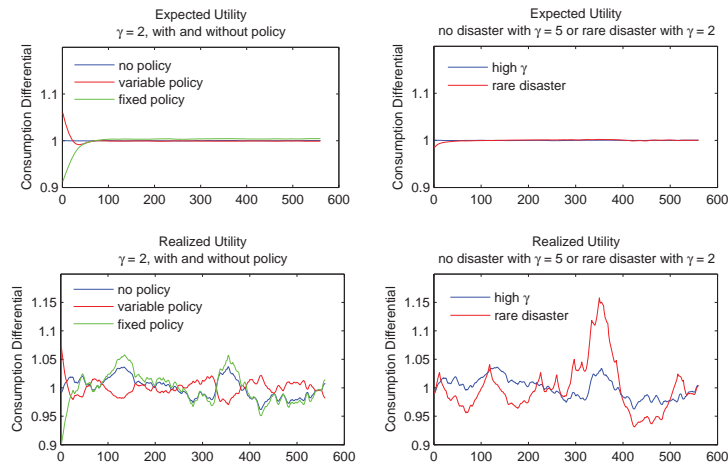 Expected Utility
γ = 2, with and without policy
Consumption Differential
1.1
1
0.9
no policy
variable policy
fixed policy
0 100 200 300 400 500 600
Expected Utility
no disaster with γ = 5 or rare disaster with γ = 2
Consumption Differential
1.1
1
0.9
high γ
rare disaster
0 100 200 300 400 500 600
Realized Utility
γ = 2, with and without policy
Consumption Differential
1.15
1.1
1.05
1
0.95
0.9
no policy
variable policy
fixed policy
0 100 200 300 400 500 600
Realized Utility
no disaster with γ = 5 or rare disaster with γ = 2
Consumption Differential
1.15
1.1
1.05
1
0.95
0.9
high γ
rare disaster
0 100 200 300 400 500 600